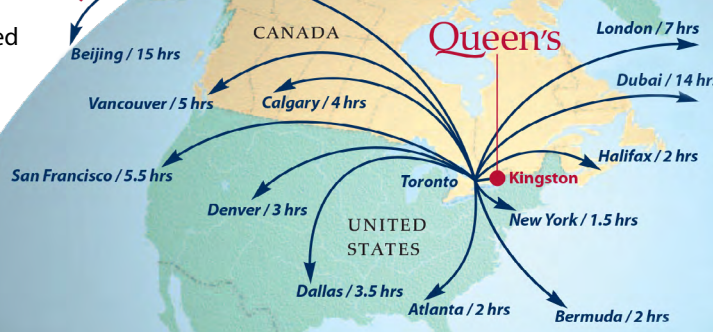 ed
CANADA
Queen's
London / 7 hrs
Beijing / 15 hrs
Dubai / 14
Vancouver / 5 hrs
Calgary / 4 hrs
Halifax / 2 hrs
San Francisco / 5.5 hrs
Toronto
Kingston
Denver / 3 hrs
New York / 1.5 hrs
UNITED
STATES
Dallas / 3.5 hrs
Atlanta / 2 hrs
Bermuda / 2 hrs